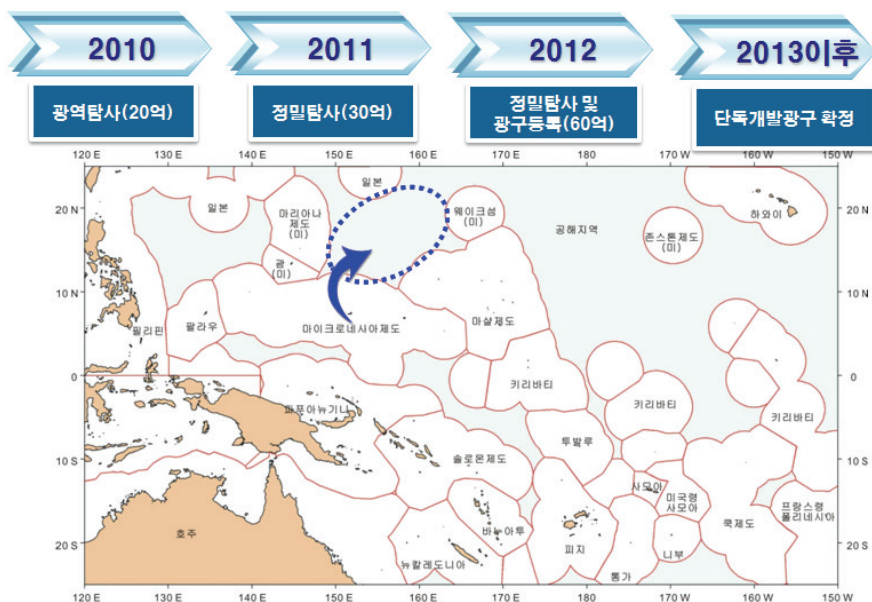 2010
2011
2012
2013이후
광역탐사(20억)
정밀탐사(30억)
정밀탐사 및
광구등록(60억)
단독개발광구 확정
120 E
130 E
140 E
150 E
160 E
170 E
180
170 W
160 W
150 W
20 N
일본
일본
마리아나
제도
(미)
웨이크섬
(미)
공해지역
존스톤제도
(미)
하와이
20 N
괌
(미)
10 N
10 N
필리핀
팔라우
마이크로네시아제도
마샬제도
0
키리바티
키리바티
키리바티
0
파푸아뉴기니
10 S
솔로몬제도
투발루
10 S
사모아
미국령
사모아
쿡제도
프랑스령
폴리네시아
20 S
호주
바누아투
뉴칼레도니아
피지
통가
니부
20 S
120 E
130 E
140 E
150 E
160 E
170 E
180
170 W
160 W
150 W